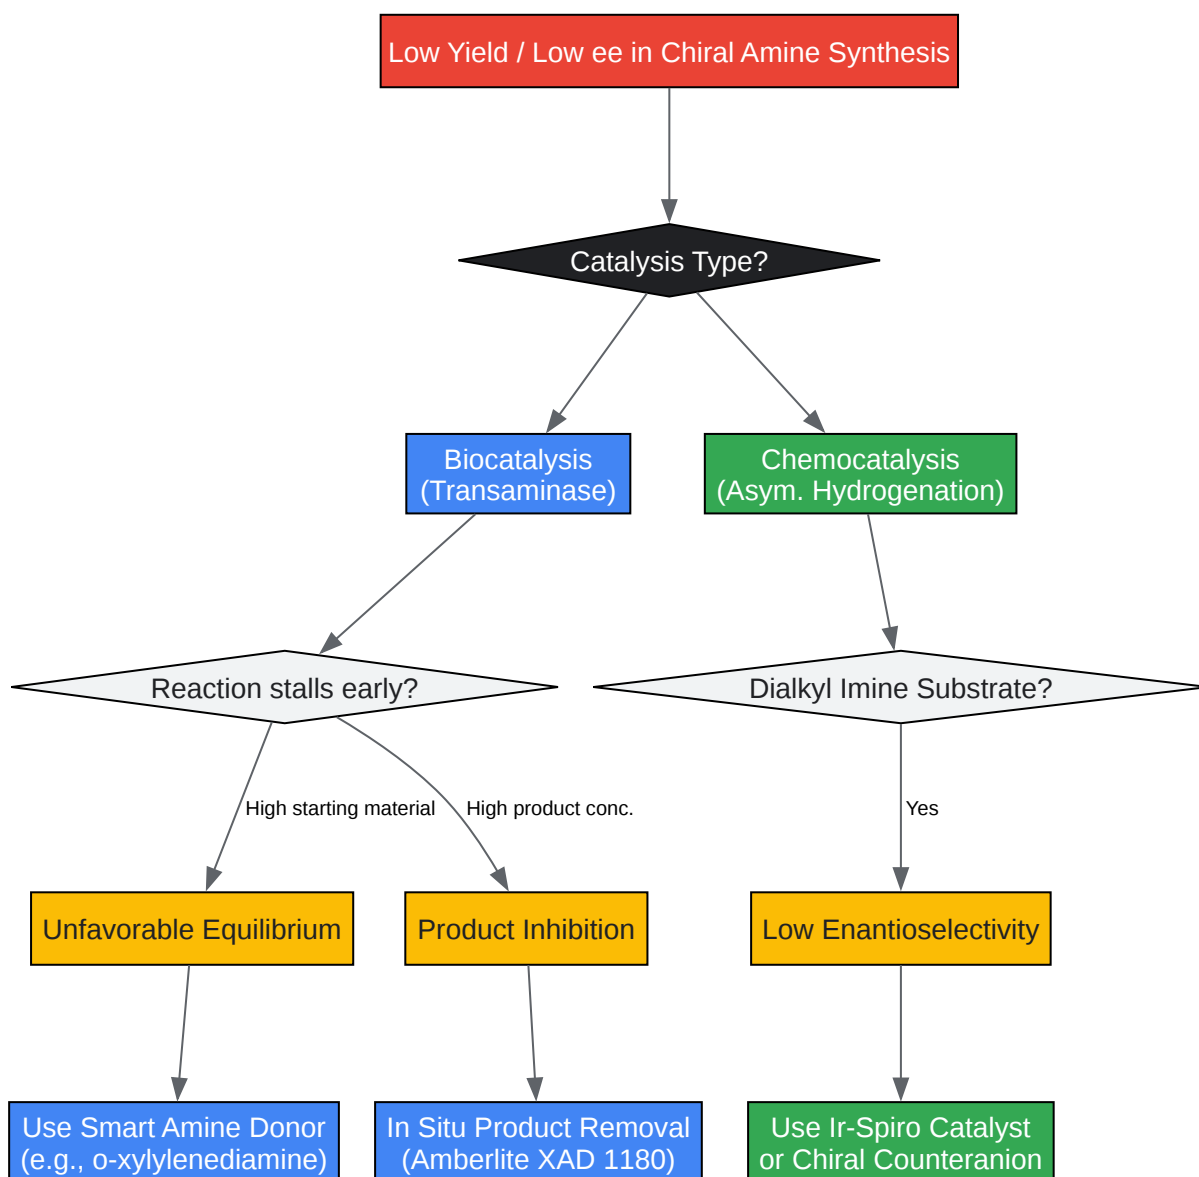 Low Yield / Low ee in Chiral Amine Synthesis
Catalysis Type?
Biocatalysis
(Transaminase)
Chemocatalysis
(Asym. Hydrogenation)
Reaction stalls early?
Dialkyl Imine Substrate?
High starting material
High product conc.
Yes
Unfavorable Equilibrium
Product Inhibition
Low Enantioselectivity
Use Smart Amine Donor
(e.g., o-xylylenediamine)
In Situ Product Removal
(Amberlite XAD 1180)
Use Ir-Spiro Catalyst
or Chiral Counteranion